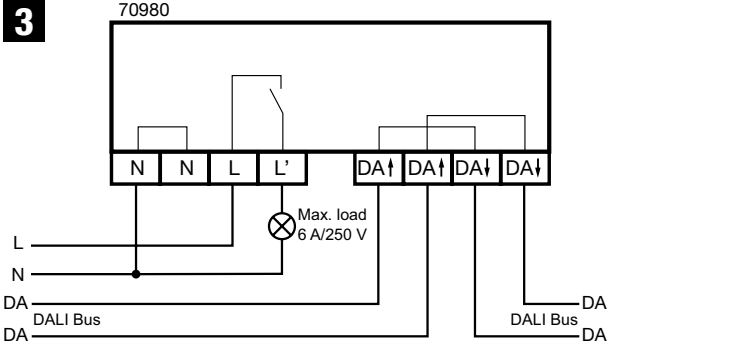 3
70980
N N L L’ DA↑ DA↑ DA↓ DA↓
Max. load
6 A/250 V
L
N
DA DA
DALI Bus DALI Bus
DA DA